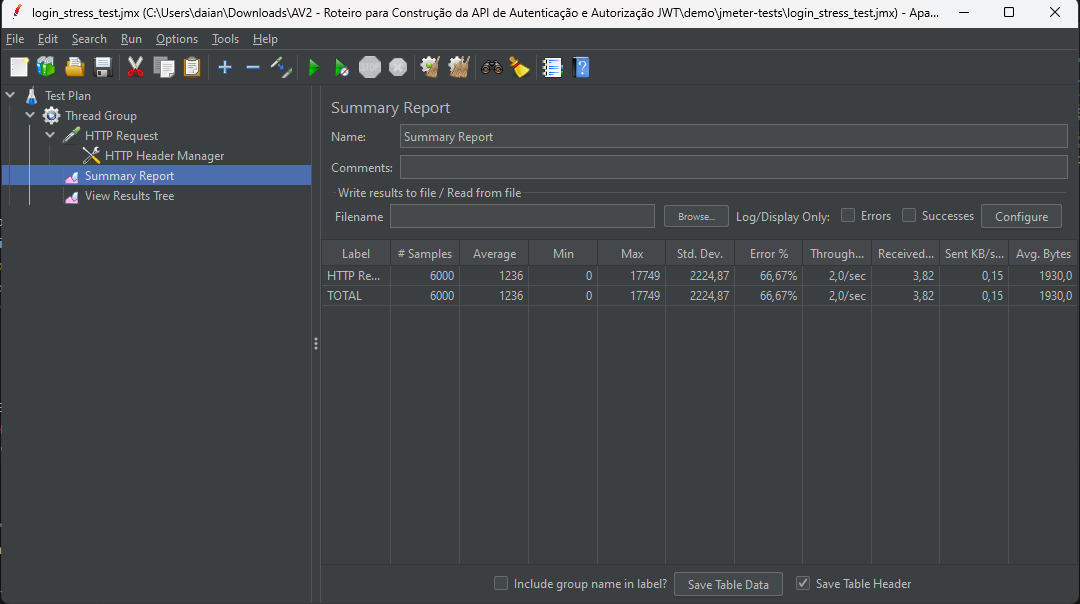 login_stress_test.jmx (C:\Users\daian\Downloads\AV2 - Roteiro para Construção da API de Autenticação e Autorização JWT\demo\jmeter-tests\login_stress_test.jmx) - Apa...
File Edit Search Run Options Tools Help
STOP
Test Plan
Thread Group
HTTP Request
HTTP Header Manager
Summary Report
View Results Tree
Summary Report
Name: Summary Report
Comments:
Write results to file / Read from file
Filename Browse... Log/Display Only: Errors Successes Configure
Label # Samples Average Min Max Std. Dev. Error % Through... Received... Sent KB/s... Avg. Bytes
HTTP Re... 6000 1236 0 17749 2224,87 66,67% 2,0/sec 3,82 0,15 1930,0
TOTAL 6000 1236 0 17749 2224,87 66,67% 2,0/sec 3,82 0,15 1930,0
Include group name in label? Save Table Data Save Table Header